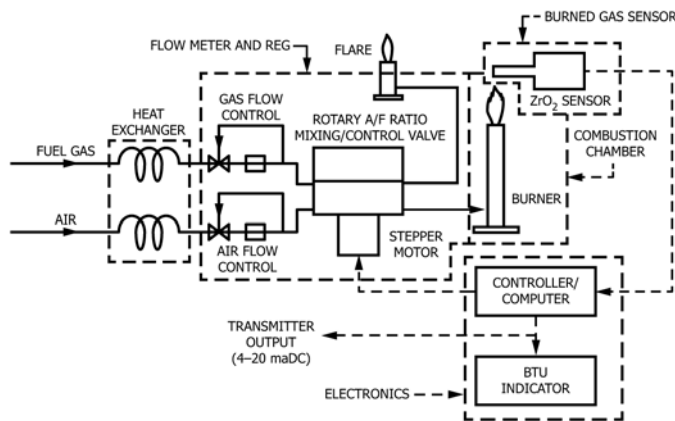 BURNED GAS SENSOR
FLOW METER AND REG
FLARE
HEAT
EXCHANGER
GAS FLOW
CONTROL
ROTARY A/F RATIO
MIXING/CONTROL VALVE
ZrO2 SENSOR
COMBUSTION
CHAMBER
FUEL GAS
AIR
BURNER
AIR FLOW
CONTROL
STEPPER
MOTOR
CONTROLLER/
COMPUTER
TRANSMITTER
OUTPUT
(4–20 maDC)
BTU
INDICATOR
ELECTRONICS